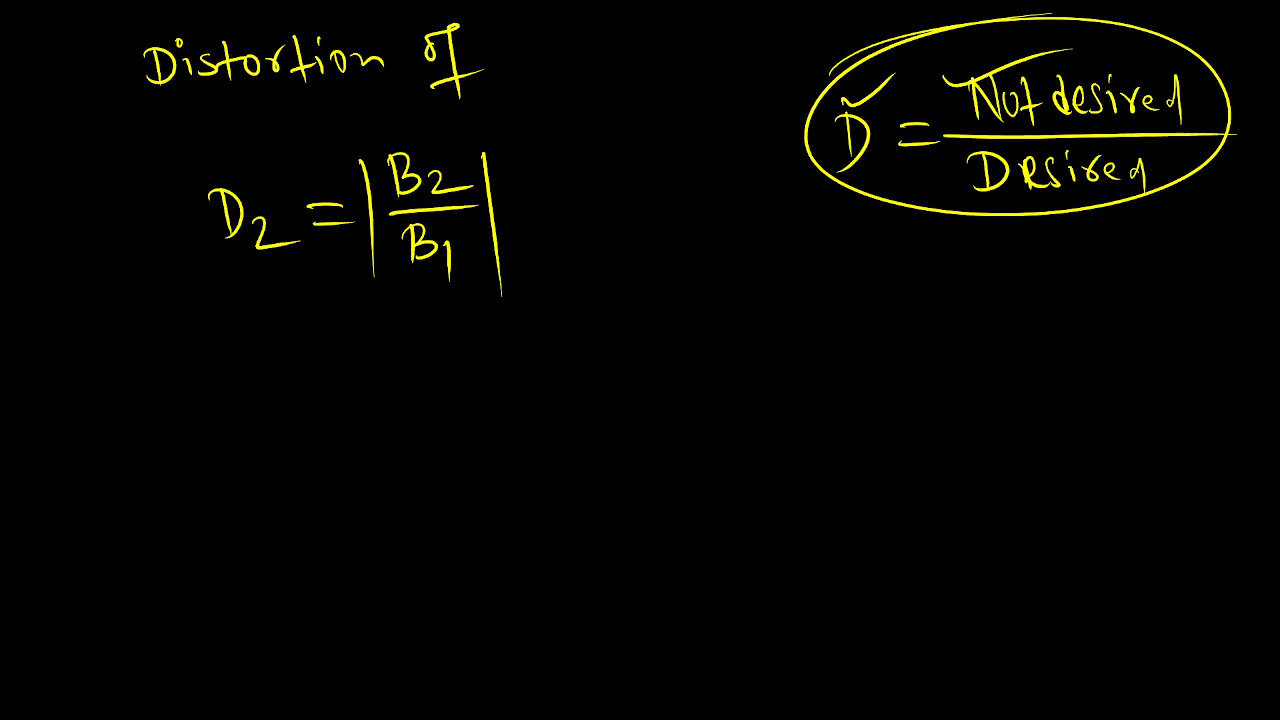 Distortion of
D = Not desired / Desired
D2 = |B2 / B1|